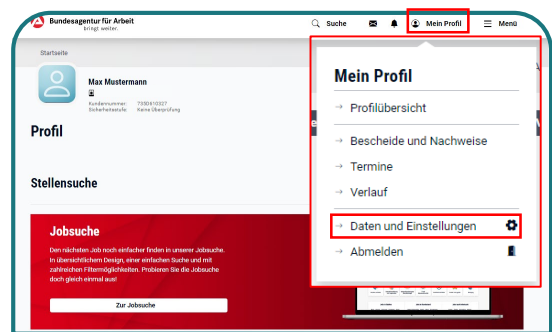 Bundesagentur für Arbeit
bringt weiter.
Suche
Mein Profil
Menü
Startseite
Max Mustermann
Kundennummer: 733D610327
Sicherheitsstufe: Keine Überprüfung
Profil
Stellensuche
Jobsuche
Den nächsten Job noch einfacher finden in unserer Jobsuche.
In übersichtlichem Design, einer einfachen Suche und mit
zahlreichen Filtermöglichkeiten. Probieren Sie die Jobsuche
doch gleich einmal aus!
Zur Jobsuche
Mein Profil
→ Profilübersicht
→ Bescheide und Nachweise
→ Termine
→ Verlauf
→ Daten und Einstellungen
→ Abmelden